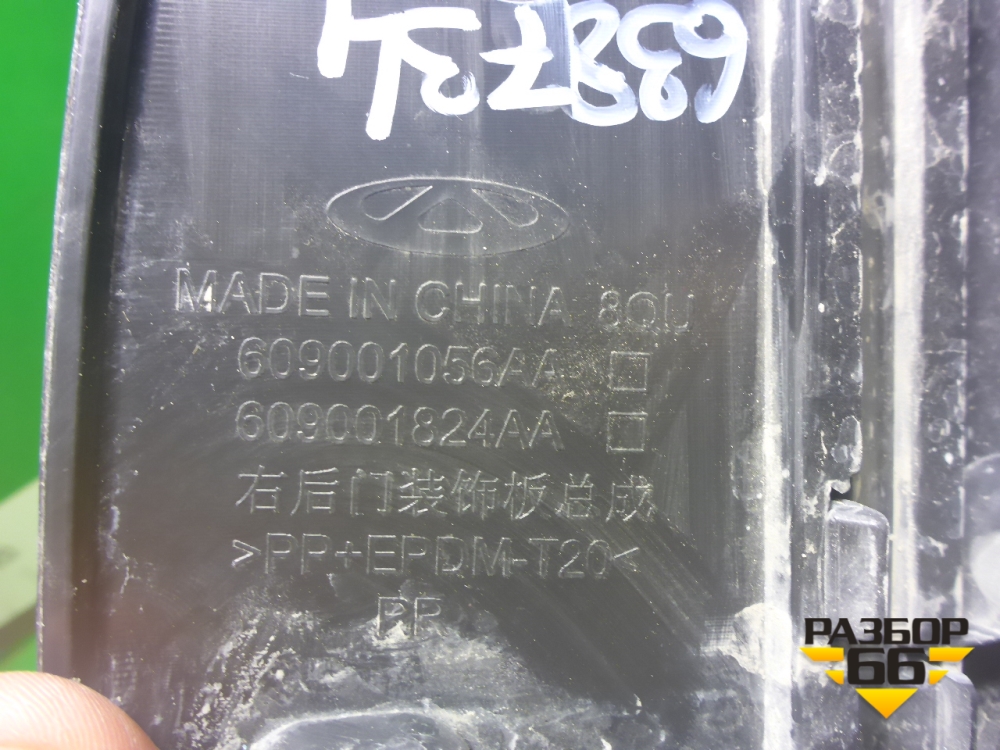 MADE IN CHINA 8QU
609001056AA □
609001824AA □
右后门装饰板总成
>PP+EPDM-T20<
PP
РАЗБОР
66